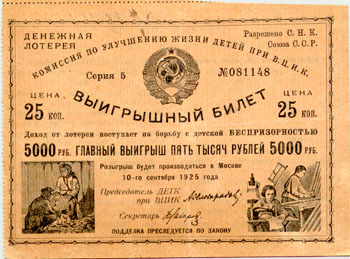 ДЕНЕЖНАЯ ЛОТЕРЕЯ
Разрешено С. Н. К. Союза С.С.Р.
КОМИССИЯ ПО УЛУЧШЕНИЮ ЖИЗНИ ДЕТЕЙ ПРИ В.Ц.И.К.
Серия 5 №081148
ЦЕНА 25 КОП.
ВЫИГРЫШНЫЙ БИЛЕТ
ЦЕНА 25 КОП.
Доход от лотереи поступает на борьбу с детской БЕСПРИЗОРНОСТЬЮ
5000 РУБ. ГЛАВНЫЙ ВЫИГРЫШ ПЯТЬ ТЫСЯЧ РУБЛЕЙ 5000 РУБ.
Розыгрыш будет производиться в Москве
10-го сентября 1925 года
Председатель ДЕТК
при ВЦИК
Секретарь
ПОДДЕЛКА ПРЕСЛЕДУЕТСЯ ПО ЗАКОНУ